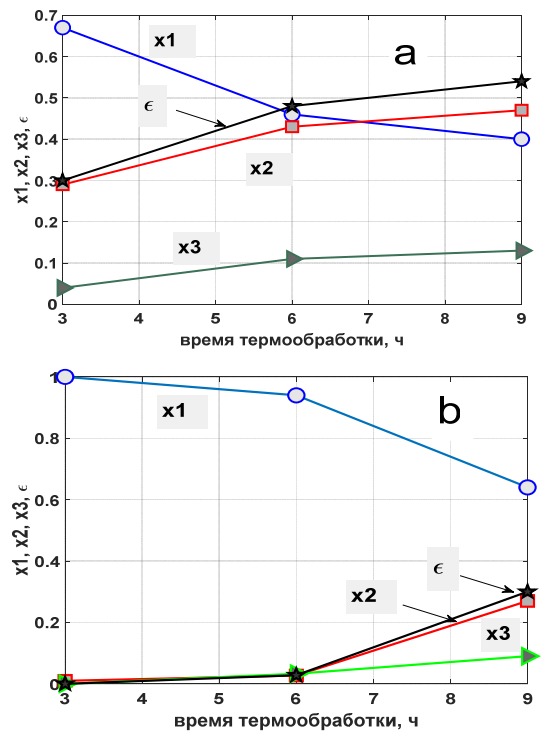 0.7
0.6
0.5
0.4
0.3
0.2
0.1
0
x1, x2, x3, ϵ
x1
a
ϵ
x2
x3
3 4 5 6 7 8 9
время термообработки, ч
1
0.8
0.6
0.4
0.2
0
x1, x2, x3, ϵ
x1
b
ϵ
x2
x3
3 4 5 6 7 8 9
время термообработки, ч